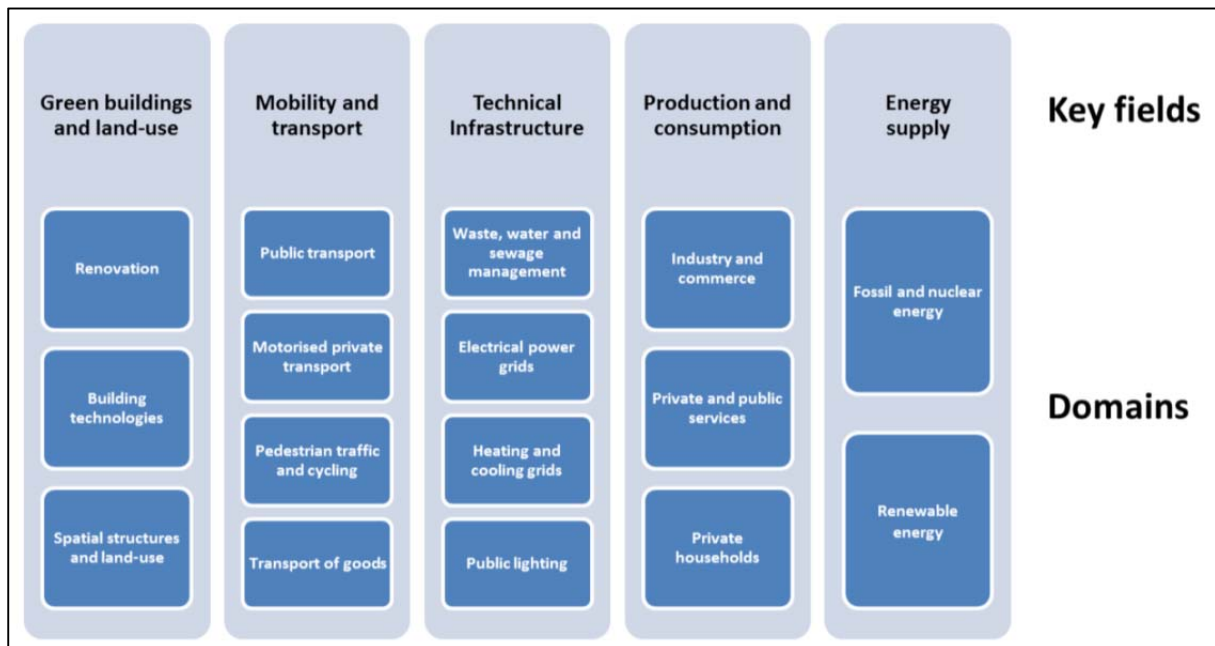 Green buildings
and land-use
Renovation
Building
technologies
Spatial structures
and land-use
Mobility and
transport
Public transport
Motorised private
transport
Pedestrian traffic
and cycling
Transport of goods
Technical
Infrastructure
Waste, water and
sewage
management
Electrical power
grids
Heating and
cooling grids
Public lighting
Production and
consumption
Industry and
commerce
Private and public
services
Private
households
Energy
supply
Fossil and nuclear
energy
Renewable
energy
Key fields
Domains